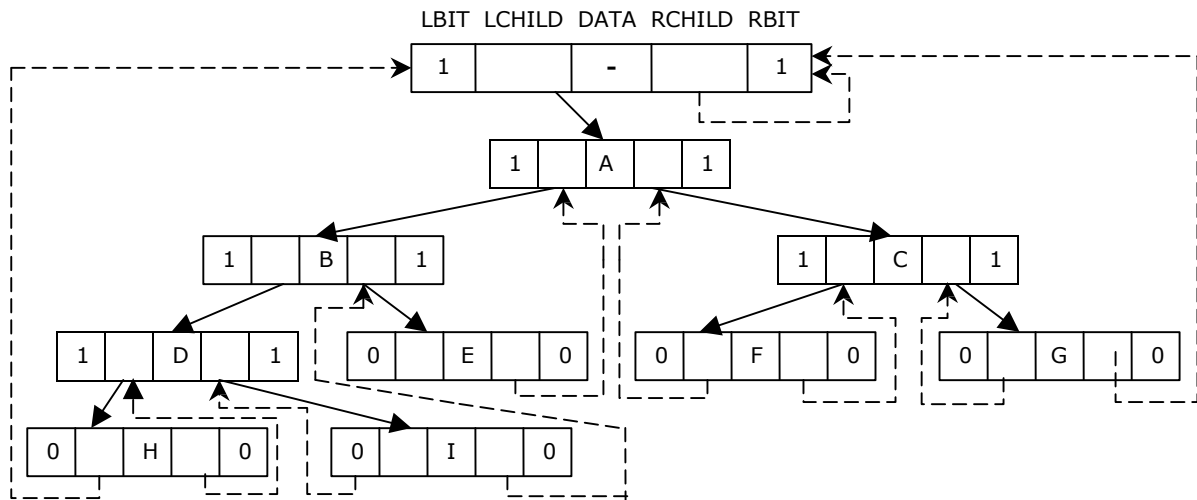 LBIT LCHILD DATA RCHILD RBIT
1 - 1
1 A 1
1 B 1
1 C 1
1 D 1
0 E 0
0 F 0
0 G 0
0 H 0
0 I 0